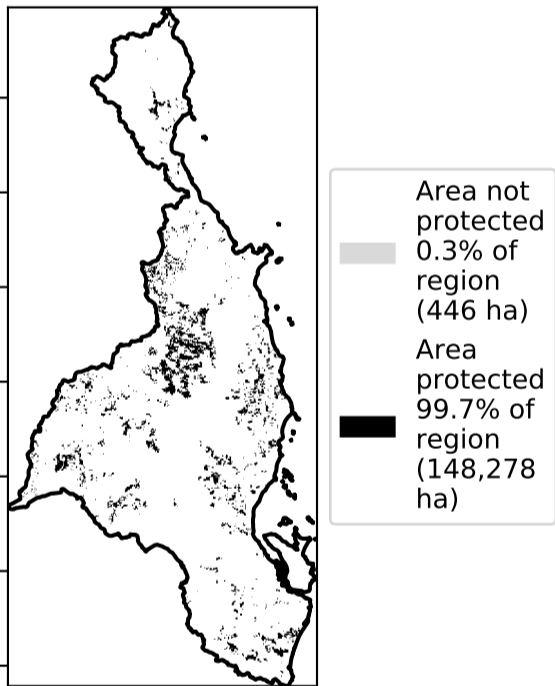 Area not
protected
0.3% of
region
(446 ha)
Area
protected
99.7% of
region
(148,278
ha)